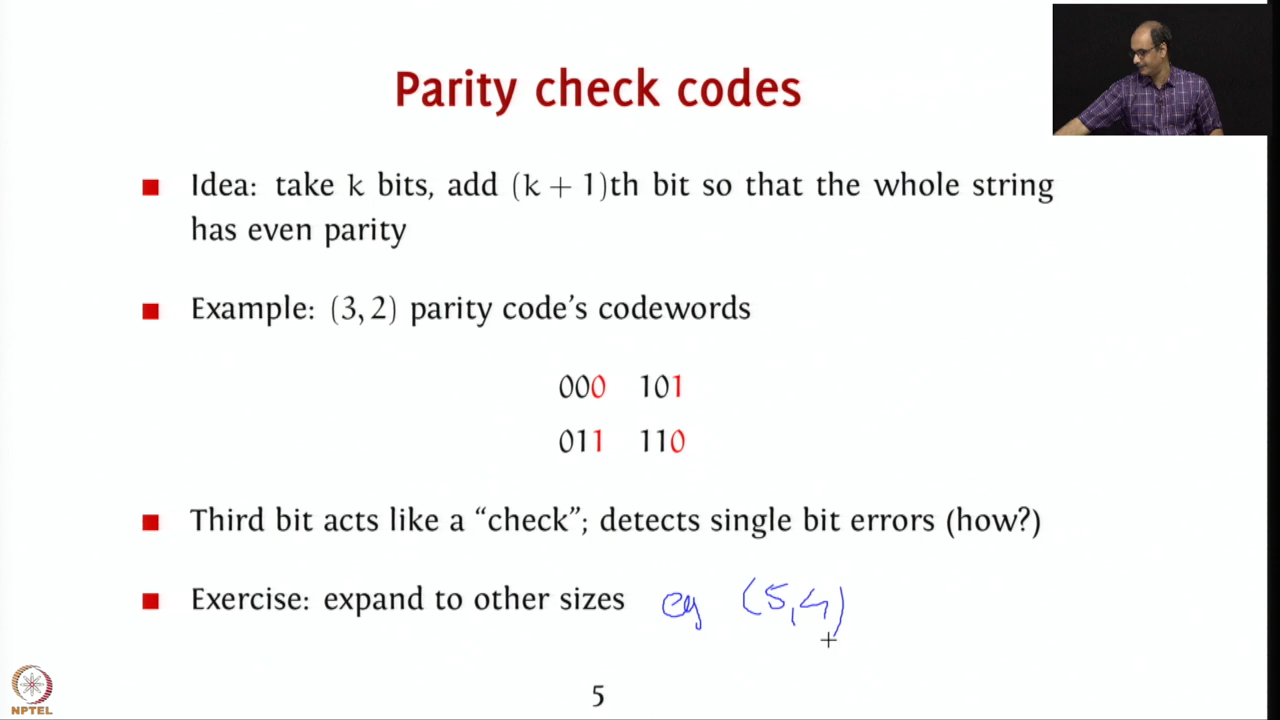 Parity check codes
Idea: take k bits, add (k + 1)th bit so that the whole string
has even parity
Example: (3, 2) parity code's codewords
000 101
011 110
Third bit acts like a "check"; detects single bit errors (how?)
Exercise: expand to other sizes eg (5,4)
5
NPTEL